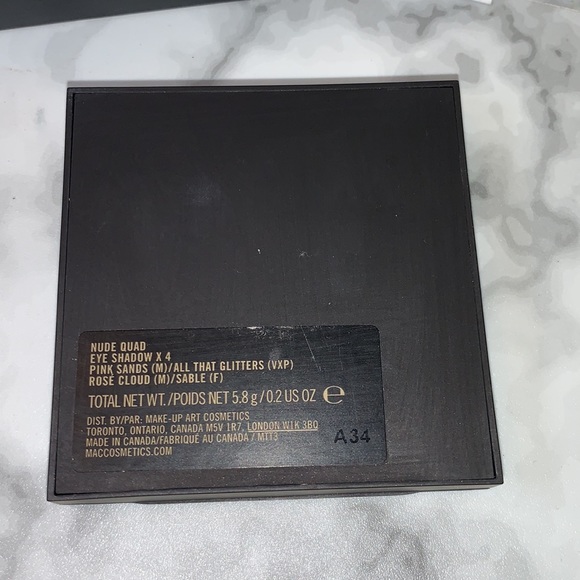 NUDE QUAD
EYE SHADOW X 4
PINK SANDS (M)/ALL THAT GLITTERS (VXP)
ROSÉ CLOUD (M)/SABLE (F)
TOTAL NET WT./POIDS NET 5.8 g/0.2 US OZ ℮
DIST. BY/PAR: MAKE-UP ART COSMETICS
TORONTO, ONTARIO, CANADA M5V 1R7, LONDON W1K 3BQ
MADE IN CANADA/FABRIQUÉ AU CANADA / MT13
MACCOSMETICS.COM
A34